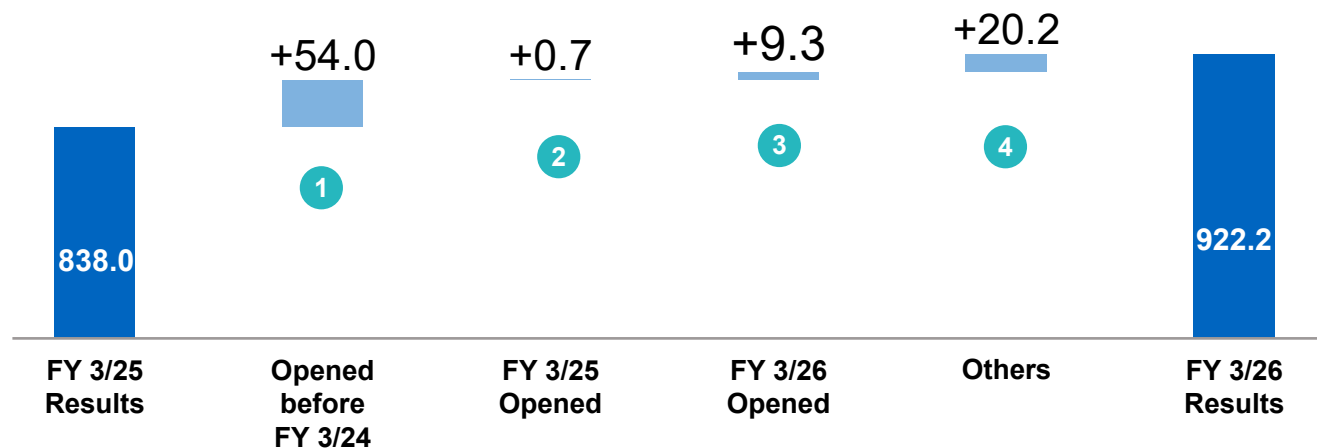 +54.0
+0.7
+9.3
+20.2
1
2
3
4
838.0
922.2
FY 3/25
Results
Opened
before
FY 3/24
FY 3/25
Opened
FY 3/26
Opened
Others
FY 3/26
Results